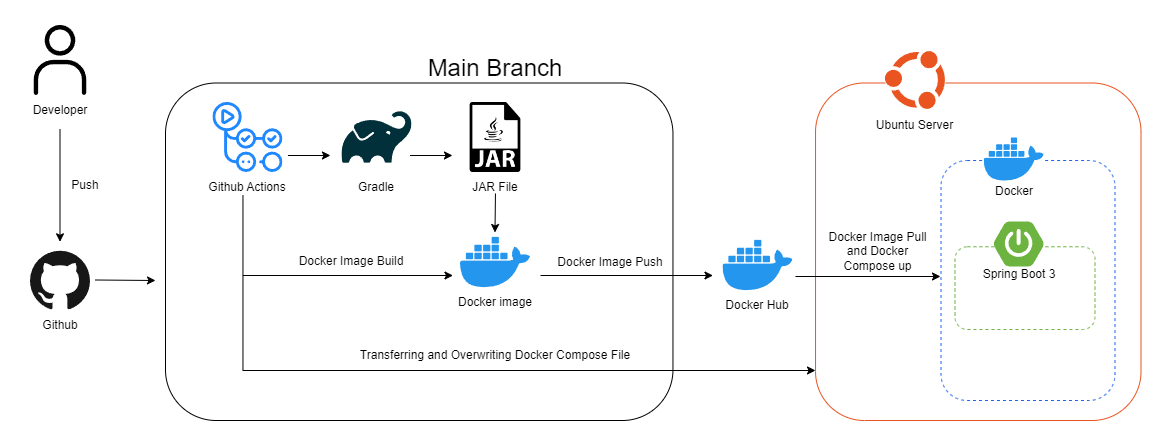 Main Branch
Developer
Push
Github
Github Actions
Gradle
JAR
JAR File
Docker Image Build
Docker image
Docker Image Push
Docker Hub
Transferring and Overwriting Docker Compose File
Ubuntu Server
Docker
Docker Image Pull
and Docker
Compose up
Spring Boot 3